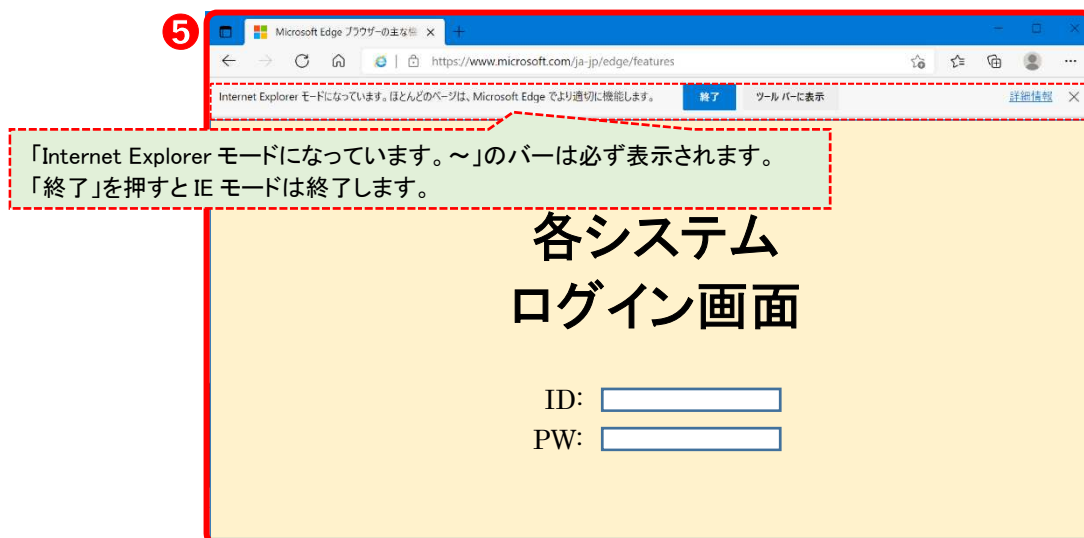 ❺
Microsoft Edge ブラウザーの主な機
https://www.microsoft.com/ja-jp/edge/features
Internet Explorer モードになっています。ほとんどのページは、Microsoft Edge でより適切に機能します。 終了 ツール バーに表示 詳細情報
「Internet Explorer モードになっています。～」のバーは必ず表示されます。
「終了」を押すと IE モードは終了します。
各システム
ログイン画面
ID:
PW: